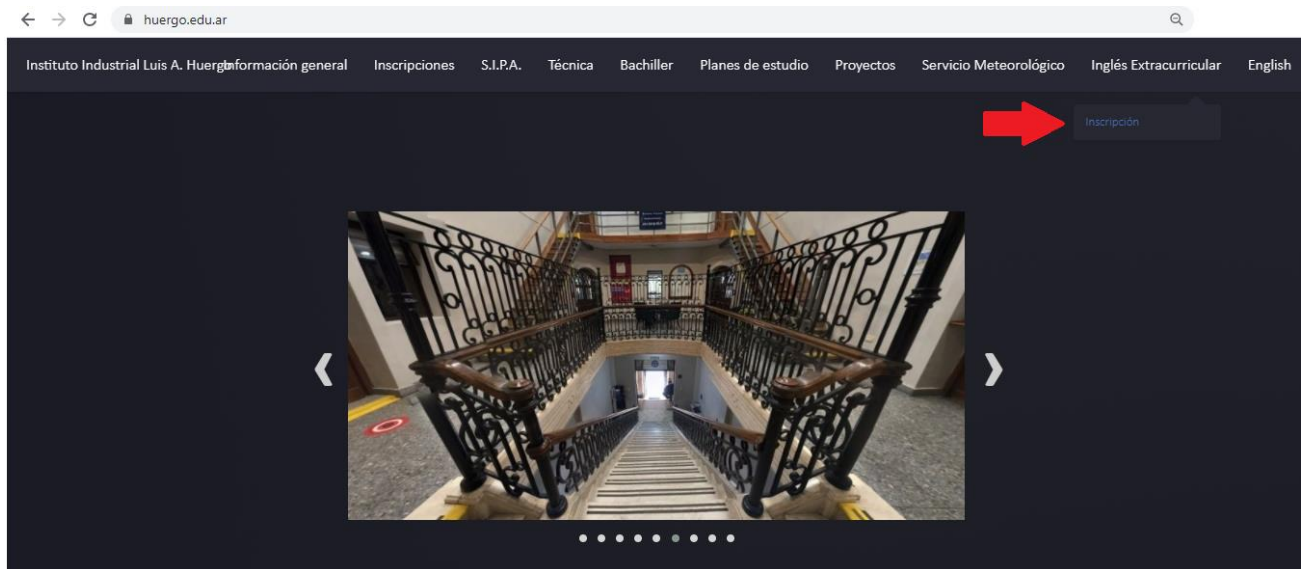 huergo.edu.ar
Instituto Industrial Luis A. Huergo Información general Inscripciones S.I.P.A. Técnica Bachiller Planes de estudio Proyectos Servicio Meteorológico Inglés Extracurricular English
Inscripción